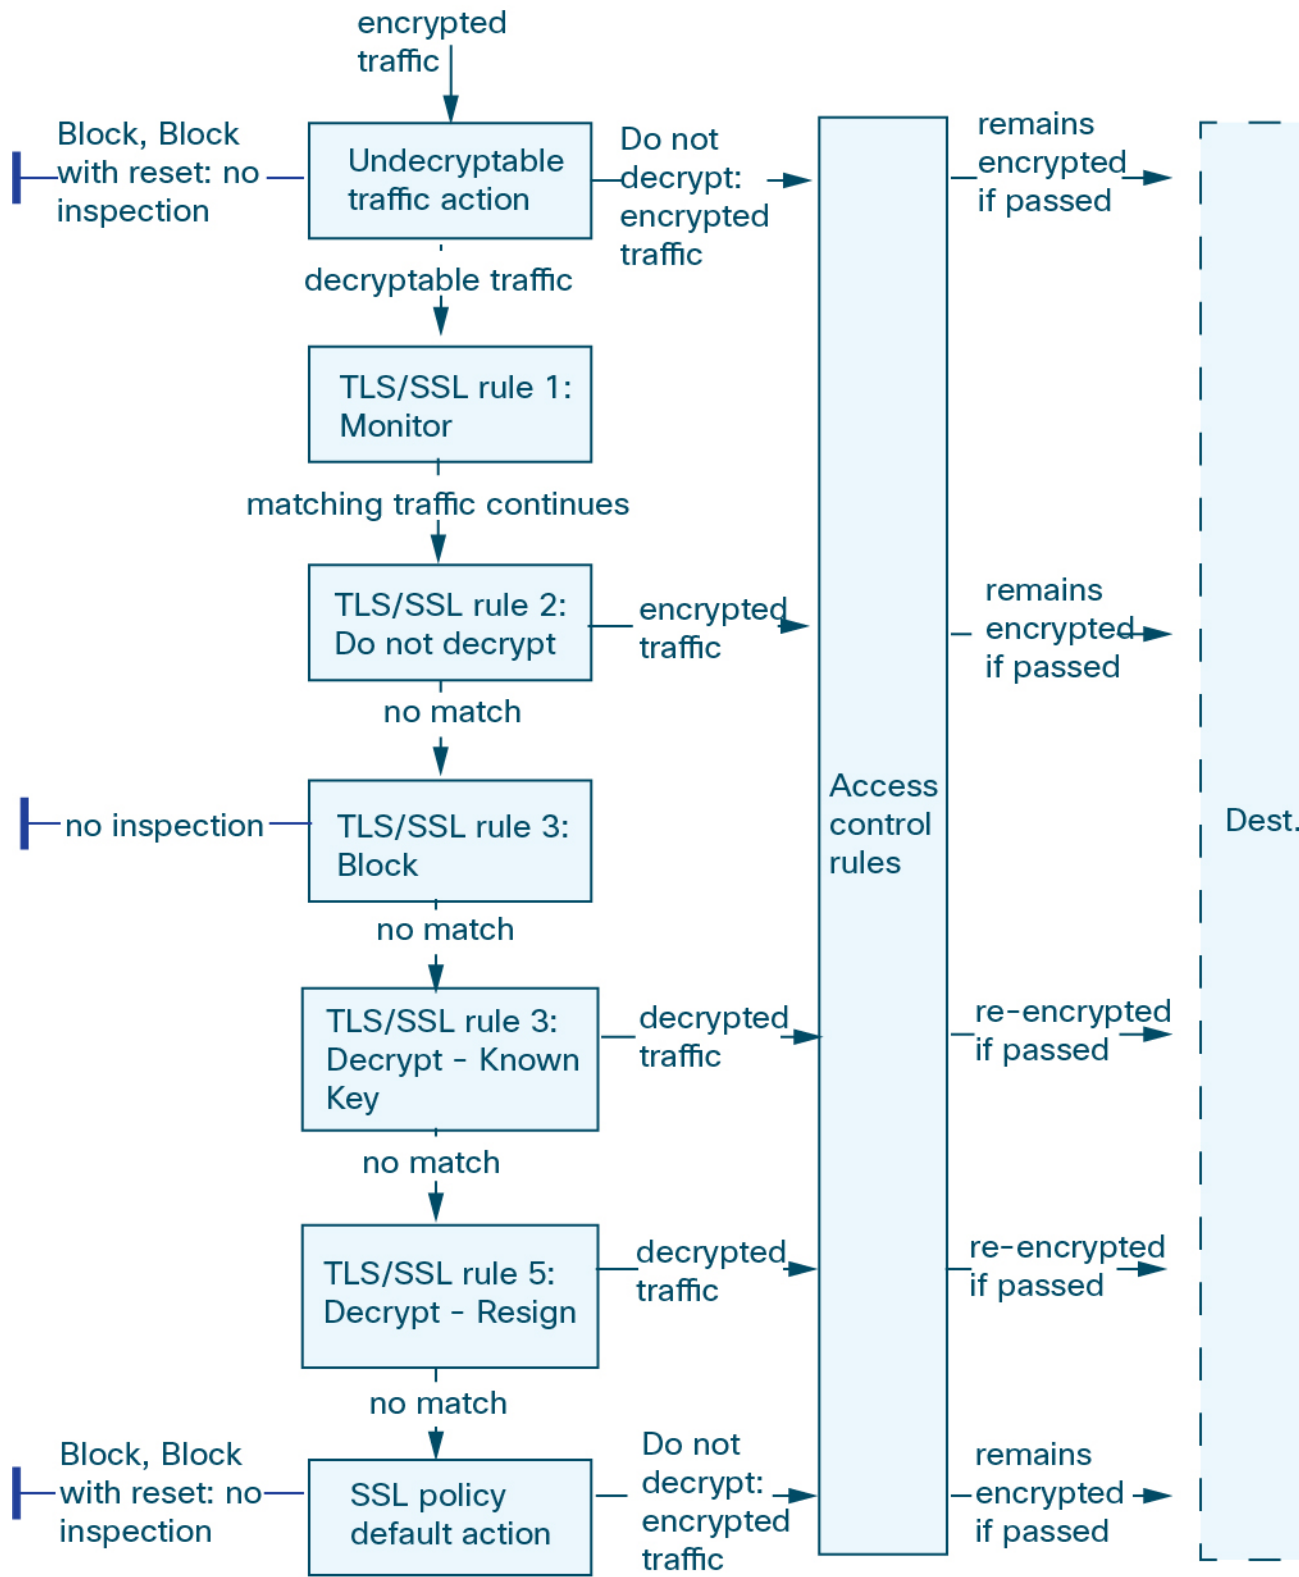 encrypted
traffic
Block, Block
with reset: no
inspection
Undecryptable
traffic action
Do not
decrypt:
encrypted
traffic
remains
encrypted
if passed
decryptable traffic
TLS/SSL rule 1:
Monitor
matching traffic continues
TLS/SSL rule 2:
Do not decrypt
encrypted
traffic
remains
encrypted
if passed
no match
no inspection
TLS/SSL rule 3:
Block
Access
control
rules
Dest.
no match
TLS/SSL rule 3:
Decrypt - Known
Key
decrypted
traffic
re-encrypted
if passed
no match
TLS/SSL rule 5:
Decrypt - Resign
decrypted
traffic
re-encrypted
if passed
no match
Block, Block
with reset: no
inspection
SSL policy
default action
Do not
decrypt:
encrypted
traffic
remains
encrypted
if passed